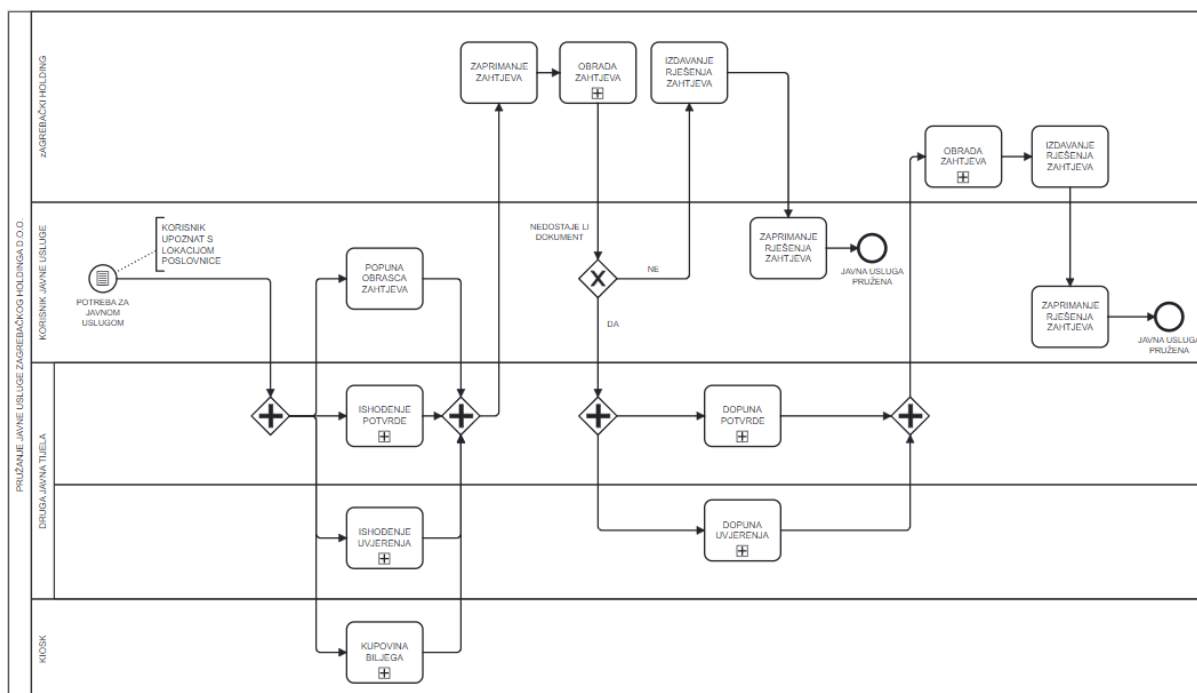 PRUŽANJE JAVNE USLUGE ZAGREBAČKOG HOLDINGA D.O.O.
zAGREBAČKI HOLDING
ZAPRIMANJE
ZAHTJEVA
OBRADA
ZAHTJEVA
IZDAVANJE
RJEŠENJA
ZAHTJEVA
OBRADA
ZAHTJEVA
IZDAVANJE
RJEŠENJA
ZAHTJEVA
KORISNIK JAVNE USLUGE
KORISNIK
UPOZNAT S
LOKACIJOM
POSLOVNICE
POTREBA ZA
JAVNOM
USLUGOM
POPUNA
OBRASCA
ZAHTJEVA
NEDOSTAJE LI
DOKUMENT
NE
DA
ZAPRIMANJE
RJEŠENJA
ZAHTJEVA
JAVNA USLUGA
PRUŽENA
ZAPRIMANJE
RJEŠENJA
ZAHTJEVA
JAVNA USLUGA
PRUŽENA
DRUGA JAVNA TIJELA
ISHOĐENJE
POTVRDE
DOPUNA
POTVRDE
ISHOĐENJE
UVJERENJA
DOPUNA
UVJERENJA
KIOSK
KUPOVINA
BILJEGA